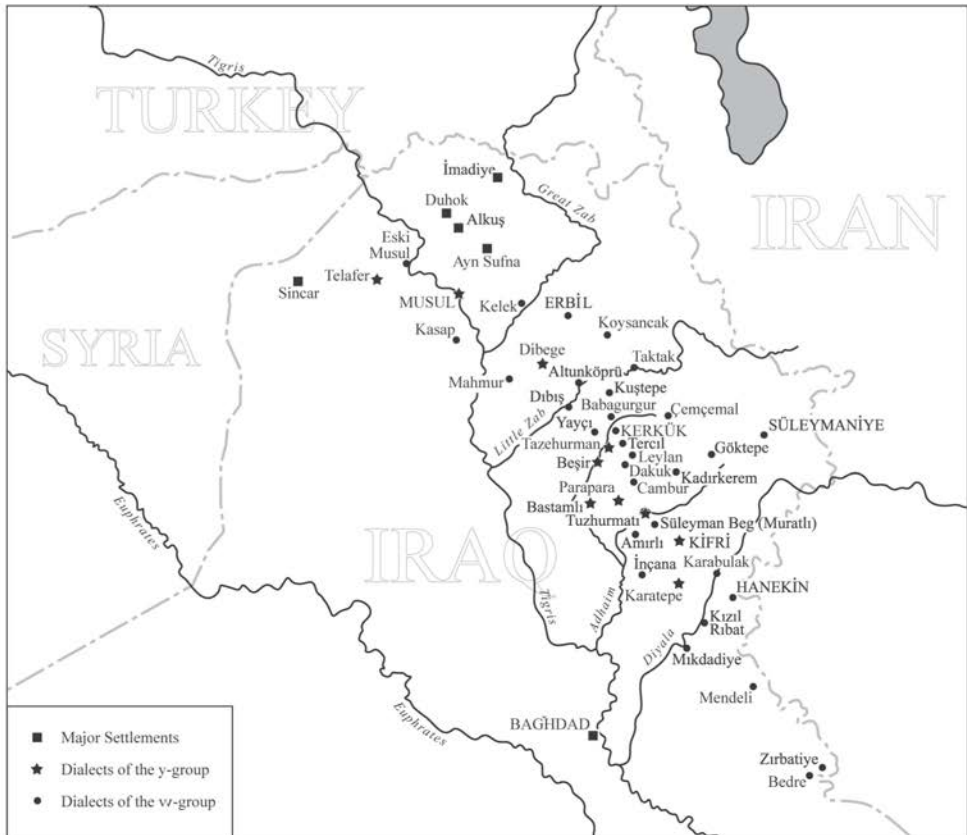 Tigris
TURKEY
İmadiye
Great Zab
Duhok
Alkuş
IRAN
Eski
Musul
Ayn Sufna
Telafer
Sincar
MUSUL
Kelek
ERBİL
SYRIA
Kasap
Koysancak
Dibege
Taktak
Altunköprü
Mahmur
Kuştepe
Dıbış
Babagurgur
Çemçemal
Little Zab
Yayçı
KERKÜK
SÜLEYMANİYE
Tazehurman
Tercıl
Göktepe
Leylan
Beşir
Dakuk
Kadırkerem
Parapara
Cambur
Bastamlı
Euphrates
Tuzhurmatı
Süleyman Beg (Muratlı)
IRAQ
Amırlı
KİFRİ
İnçana
Karabulak
Karatepe
HANEKİN
Tigris
Adhaim
Kızıl
Rıbat
Diyala
Mıkdadiye
Mendeli
Euphrates
BAGHDAD
Zırbatiye
Bedre
Major Settlements
Dialects of the y-group
Dialects of the v-group